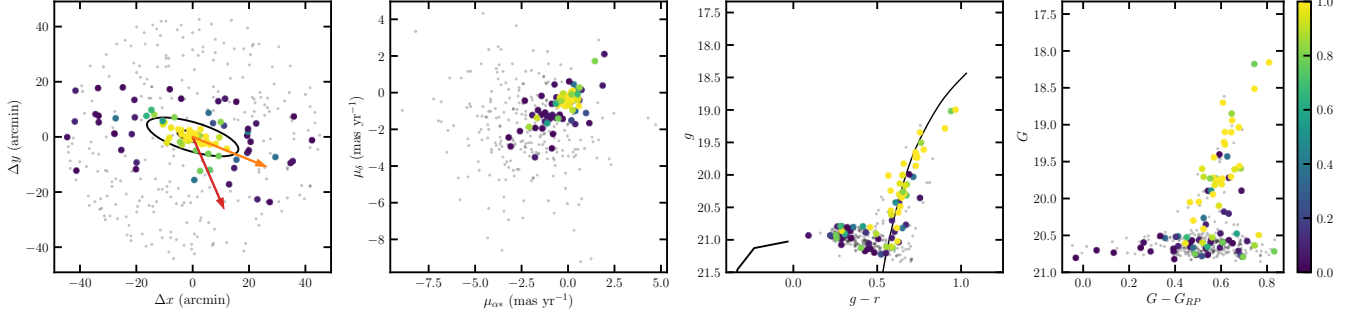 40
20
0
−20
−40
Δy (arcmin)
−40 −20 0 20 40
Δx (arcmin)
4
2
0
−2
−4
−6
−8
μδ (mas yr⁻¹)
−7.5 −5.0 −2.5 0.0 2.5 5.0
μα* (mas yr⁻¹)
17.5
18.0
18.5
19.0
19.5
20.0
20.5
21.0
21.5
g
0.0 0.5 1.0
g − r
17.5
18.0
18.5
19.0
19.5
20.0
20.5
21.0
G
0.0 0.2 0.4 0.6 0.8
G − G_RP
1.0
0.8
0.6
0.4
0.2
0.0